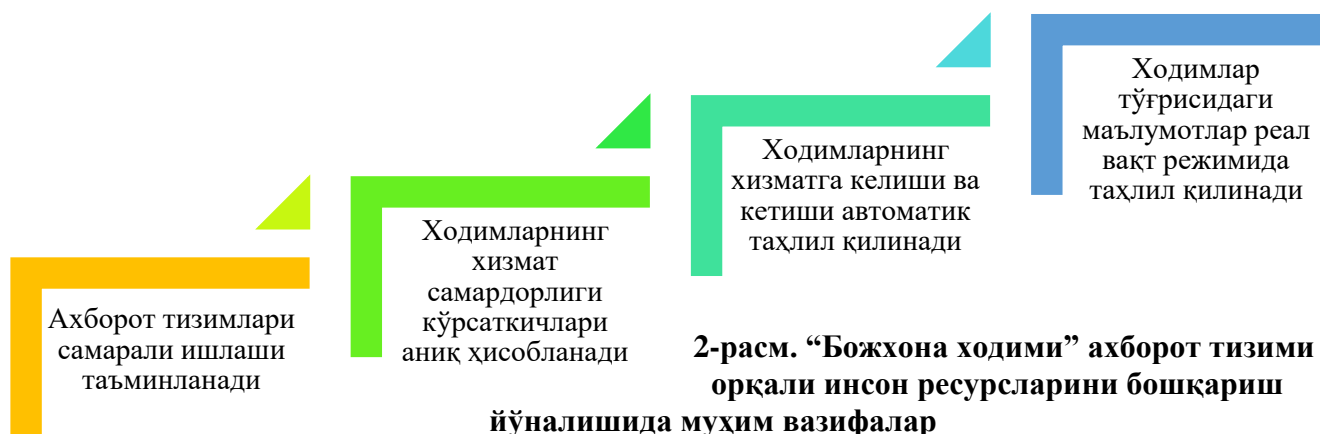 Ахборот тизимлари
самарали ишлаши
таъминланади
Ходимларнинг
хизмат
самардорлиги
кўрсаткичлари
аниқ ҳисобланади
Ходимларнинг
хизматга келиши ва
кетиши автоматик
таҳлил қилинади
Ходимлар
тўғрисидаги
маълумотлар реал
вақт режимида
таҳлил қилинади
2-расм. “Божхона ходими” ахборот тизими
орқали инсон ресурсларини бошқариш
йўналишида муҳим вазифалар